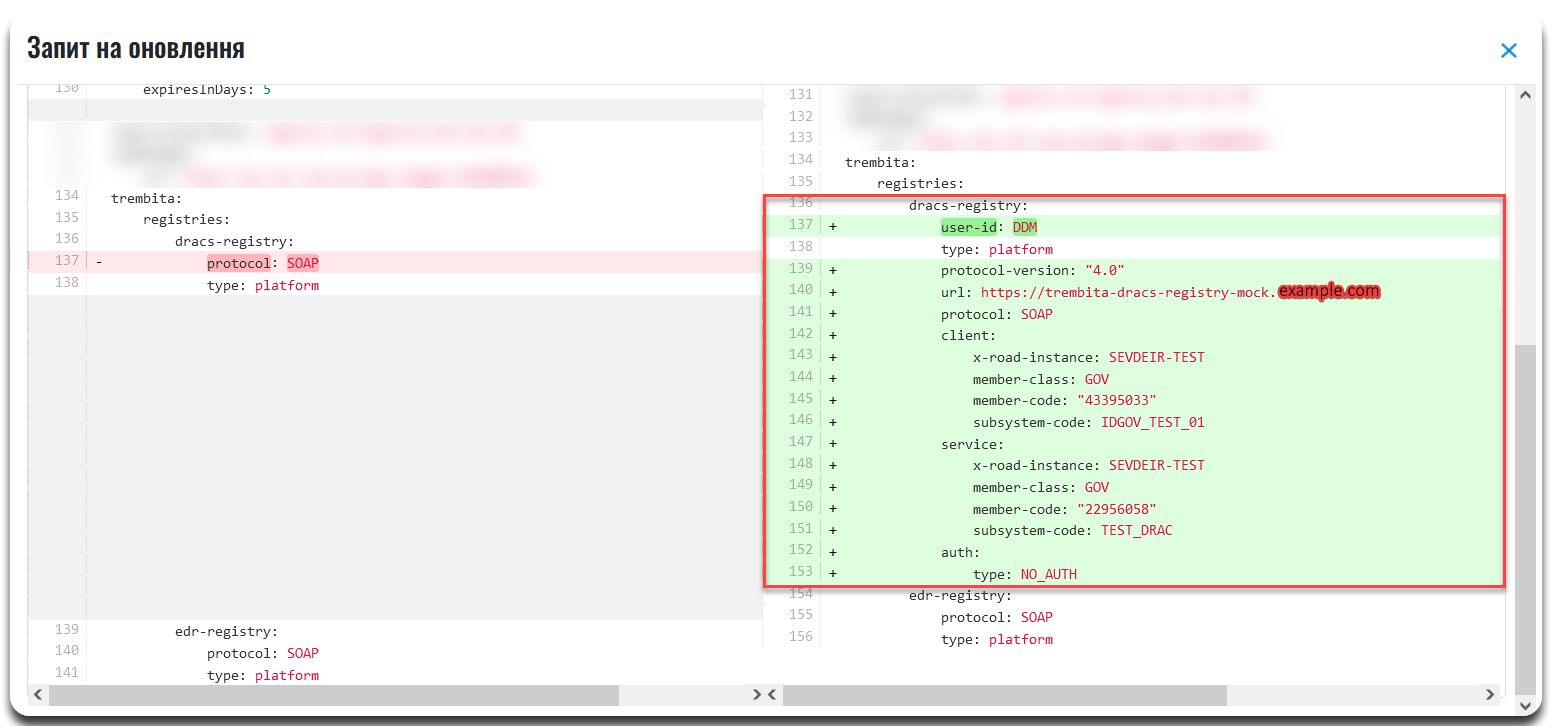 Запит на оновлення
130 expiresInDays: 5
134 trembita:
135 registries:
136 dracs-registry:
137 - protocol: SOAP
138 type: platform
139 edr-registry:
140 protocol: SOAP
141 type: platform
131
132
133
134 trembita:
135 registries:
136 dracs-registry:
137 + user-id: DDM
138 type: platform
139 + protocol-version: "4.0"
140 + url: https://trembita-dracs-registry-mock.example.com
141 + protocol: SOAP
142 + client:
143 + x-road-instance: SEVDEIR-TEST
144 + member-class: GOV
145 + member-code: "43395033"
146 + subsystem-code: IDGOV_TEST_01
147 + service:
148 + x-road-instance: SEVDEIR-TEST
149 + member-class: GOV
150 + member-code: "22956058"
151 + subsystem-code: TEST_DRAC
152 + auth:
153 + type: NO_AUTH
154 edr-registry:
155 protocol: SOAP
156 type: platform